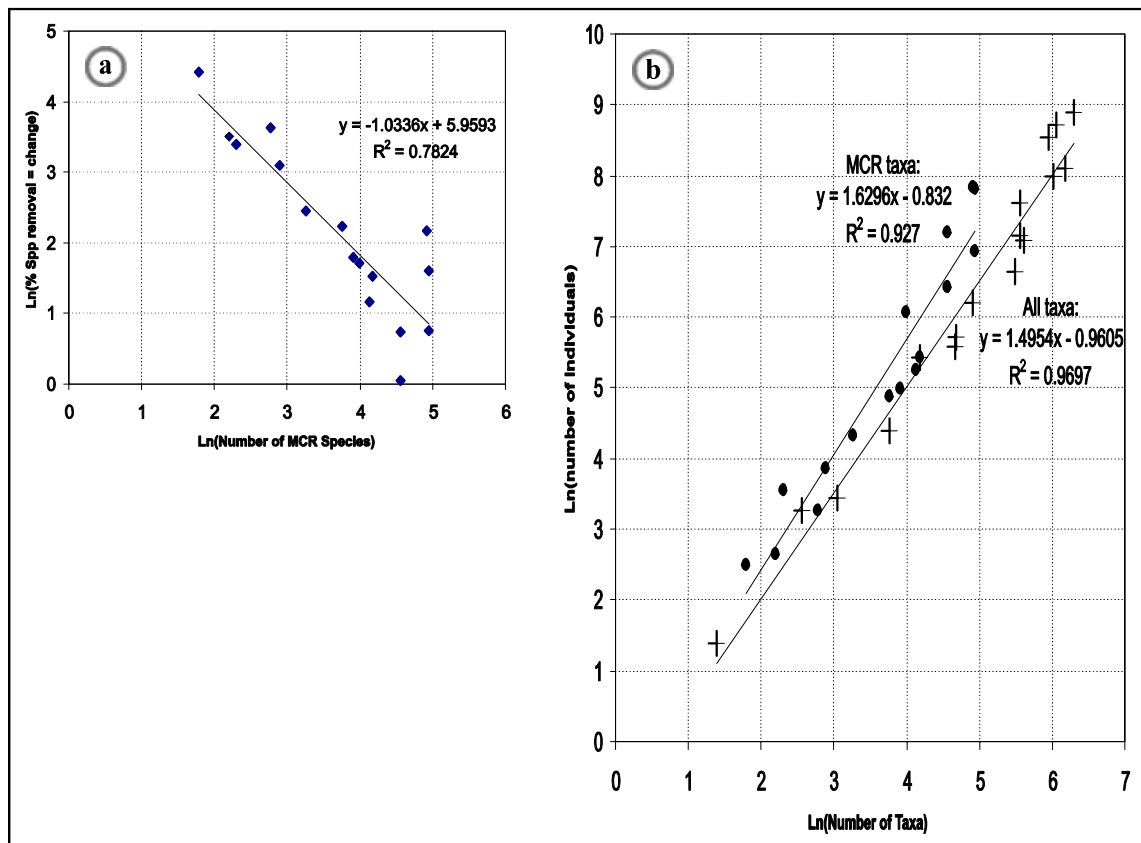 a
Ln(% Spp removal = change)
5
4
3
2
1
0
0 1 2 3 4 5 6
y = -1.0336x + 5.9593
R² = 0.7824
Ln(Number of MCR Species)
b
Ln(number of individuals)
10
9
8
7
6
5
4
3
2
1
0
0 1 2 3 4 5 6 7
MCR taxa:
y = 1.6296x - 0.832
R² = 0.927
All taxa:
y = 1.4954x - 0.9605
R² = 0.9697
Ln(Number of Taxa)